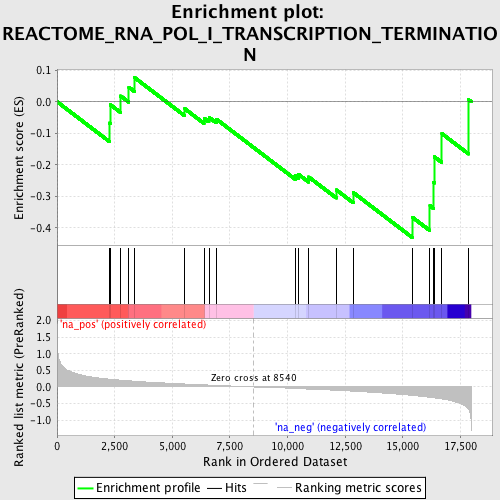 Enrichment plot:
REACTOME_RNA_POL_I_TRANSCRIPTION_TERMINATIO
N
Enrichment score (ES)
0.1
0.0
-0.1
-0.2
-0.3
-0.4
'na_pos' (positively correlated)
Ranked list metric (PreRanked)
2.0
1.5
1.0
0.5
0.0
-0.5
-1.0
Zero cross at 8540
'na_neg' (negatively correlated)
0
2,500
5,000
7,500
10,000
12,500
15,000
17,500
Rank in Ordered Dataset
Enrichment profile
Hits
Ranking metric scores